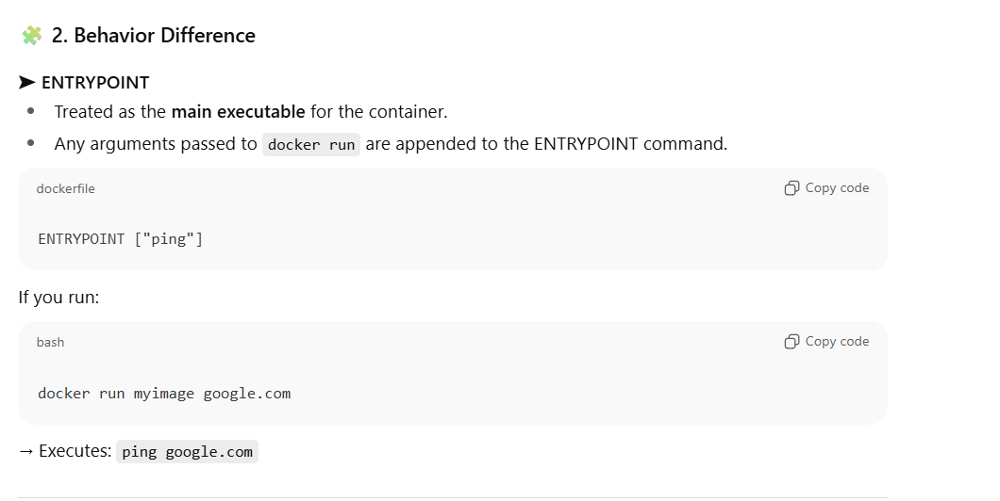 🧩 2. Behavior Difference
➤ ENTRYPOINT
• Treated as the main executable for the container.
• Any arguments passed to docker run are appended to the ENTRYPOINT command.
dockerfile Copy code
ENTRYPOINT ["ping"]
If you run:
bash Copy code
docker run myimage google.com
→ Executes: ping google.com